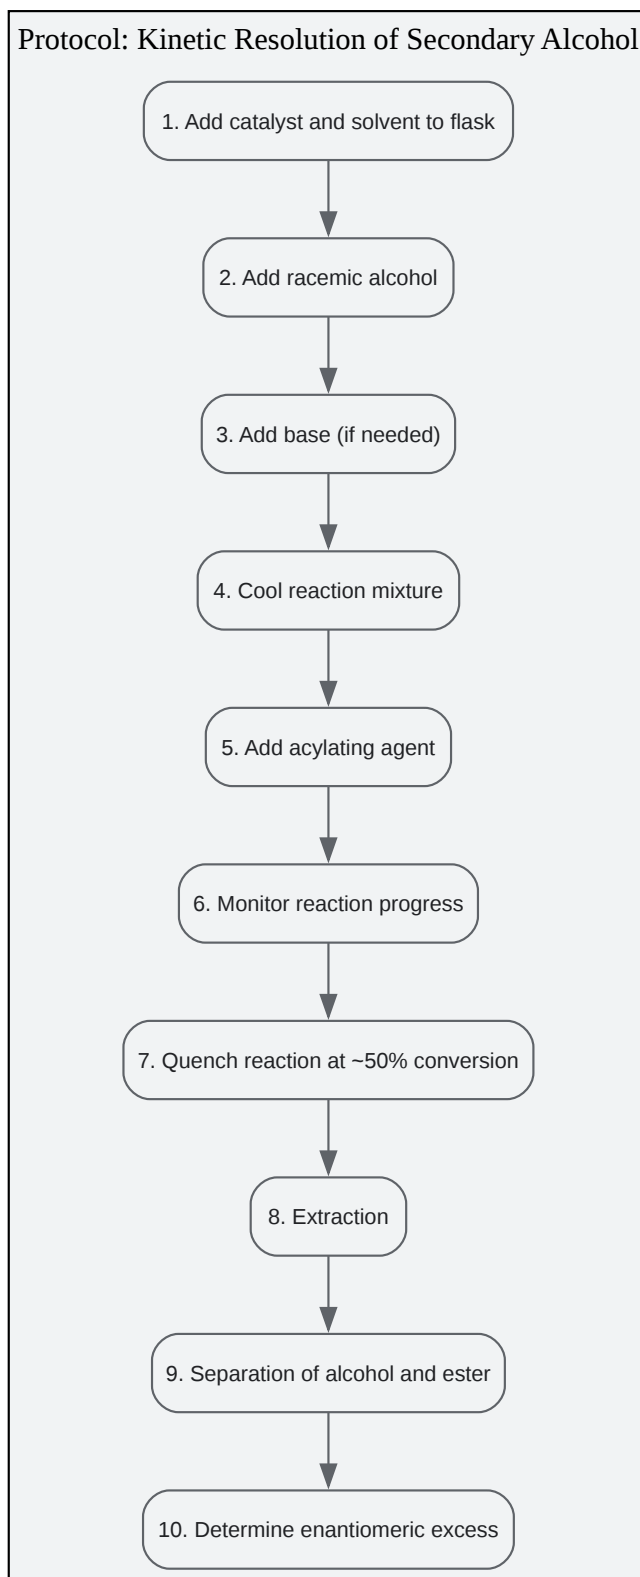 Protocol: Kinetic Resolution of Secondary Alcohol
1. Add catalyst and solvent to flask
2. Add racemic alcohol
3. Add base (if needed)
4. Cool reaction mixture
5. Add acylating agent
6. Monitor reaction progress
7. Quench reaction at ~50% conversion
8. Extraction
9. Separation of alcohol and ester
10. Determine enantiomeric excess